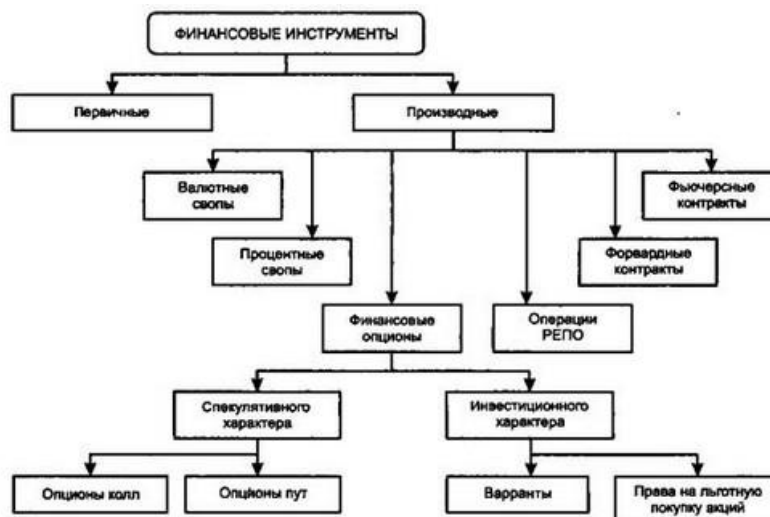 ФИНАНСОВЫЕ ИНСТРУМЕНТЫ
Первичные
Производные
Валютные
свопы
Фьючерсные
контракты
Процентные
свопы
Форвардные
контракты
Финансовые
опционы
Операции
РЕПО
Спекулятивного
характера
Инвестиционного
характера
Опционы колл
Опционы пут
Варранты
Права на льготную
покупку акций